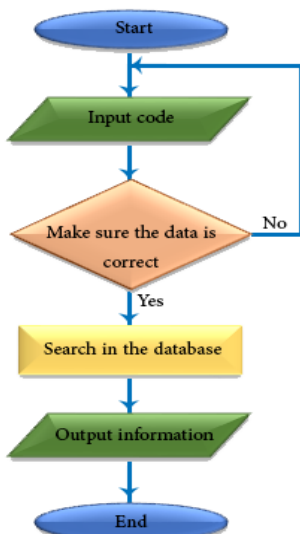 Start
Input code
Make sure the data is
correct
No
Yes
Search in the database
Output information
End